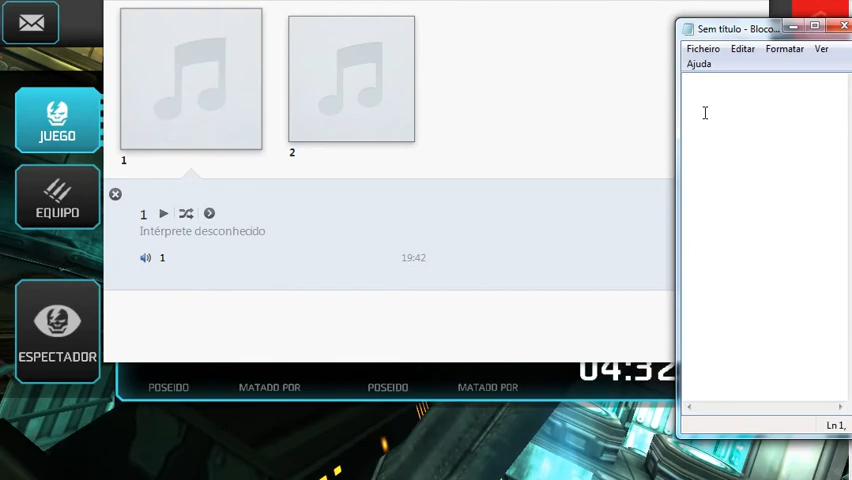 Sem título - Bloco...
Ficheiro Editar Formatar Ver
Ajuda
JUEGO
EQUIPO
ESPECTADOR
1
2
1
Intérprete desconhecido
1 19:42
04:32
POSEIDO MATADO POR POSEIDO MATADO POR
Ln 1,